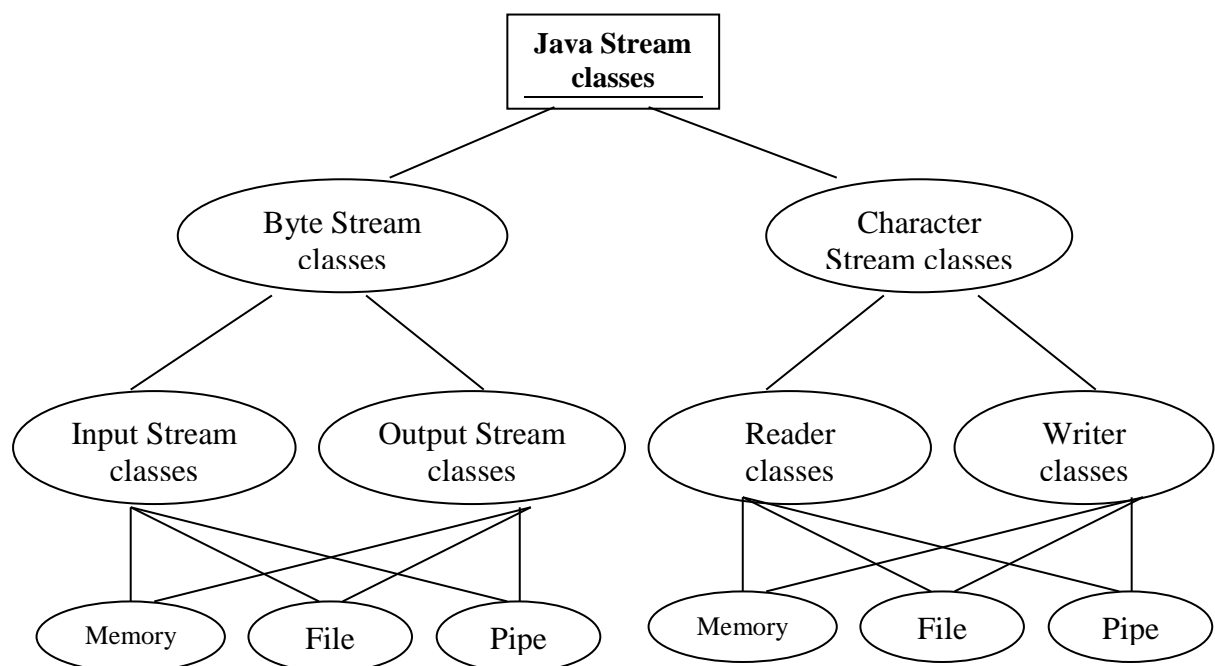 Java Stream
classes
Byte Stream
classes
Character
Stream classes
Input Stream
classes
Output Stream
classes
Reader
classes
Writer
classes
Memory
File
Pipe
Memory
File
Pipe